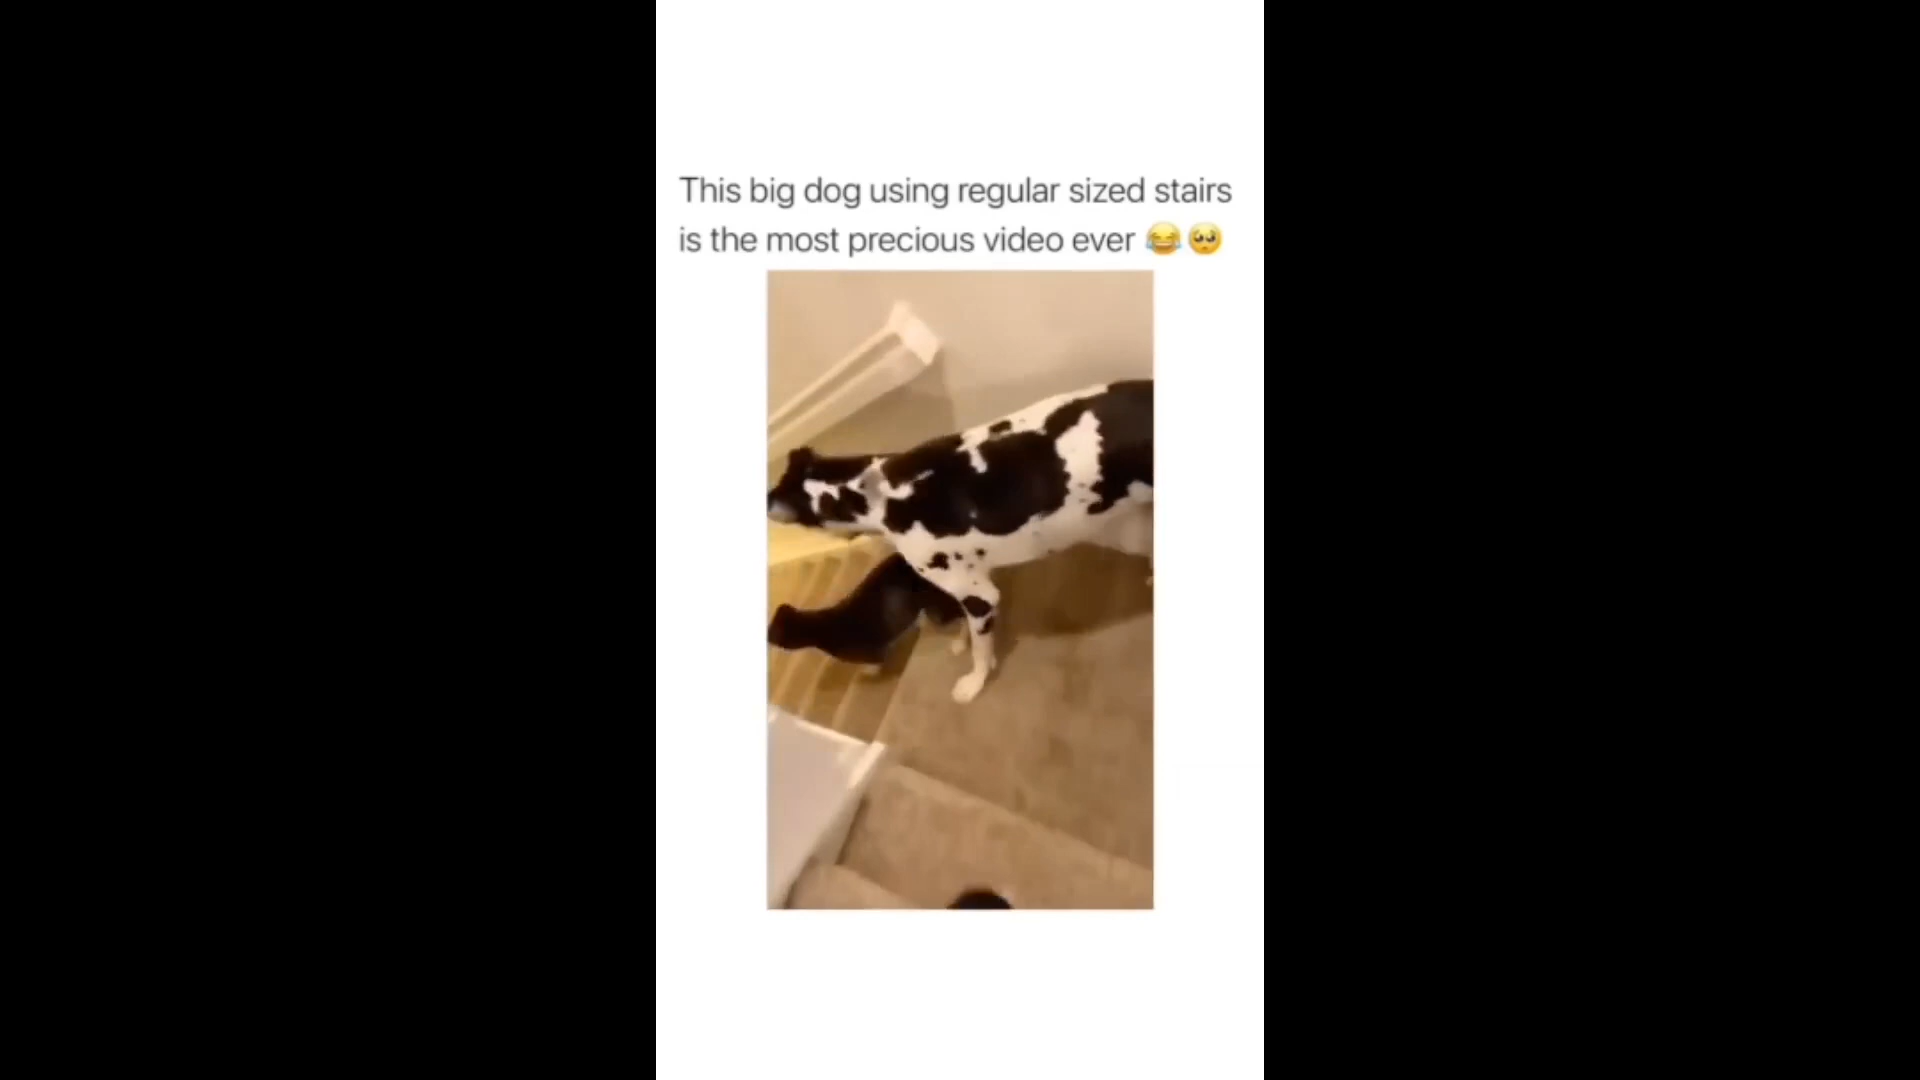 This big dog using regular sized stairs
is the most precious video ever 😂🥺